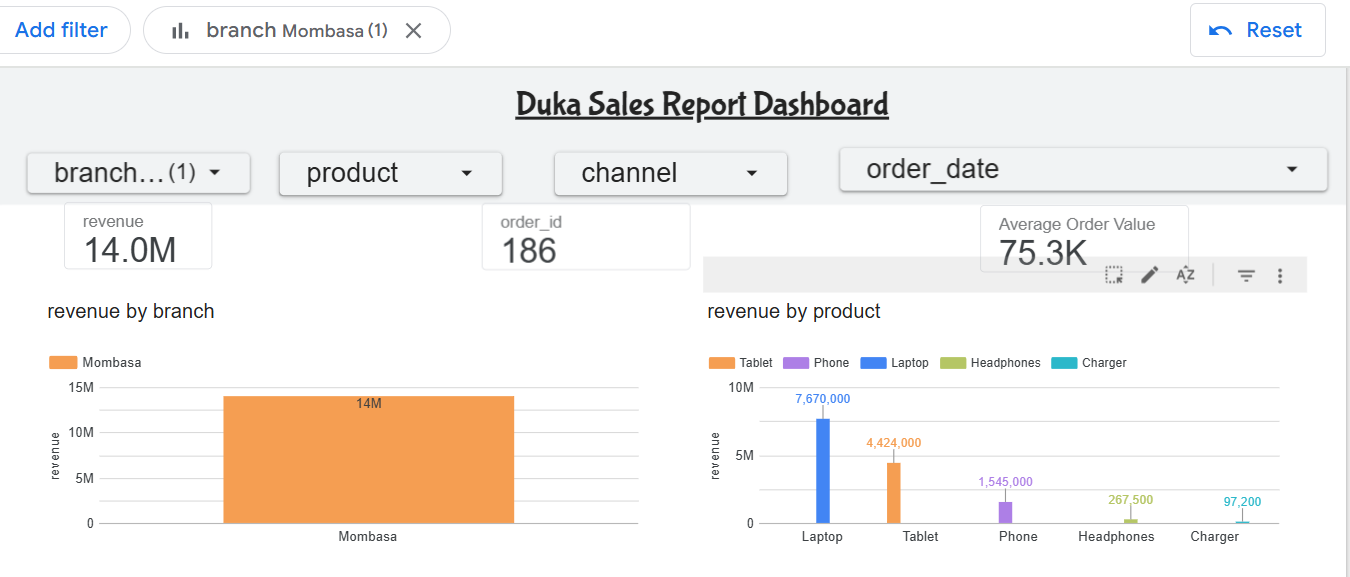 Add filter
branch Mombasa (1)
Reset
Duka Sales Report Dashboard
branch... (1)
product
channel
order_date
revenue
14.0M
order_id
186
Average Order Value
75.3K
AZ
revenue by branch
Mombasa
15M
14M
10M
5M
0
revenue
Mombasa
revenue by product
Tablet Phone Laptop Headphones Charger
10M
5M
0
revenue
7,670,000
4,424,000
1,545,000
267,500
97,200
Laptop Tablet Phone Headphones Charger